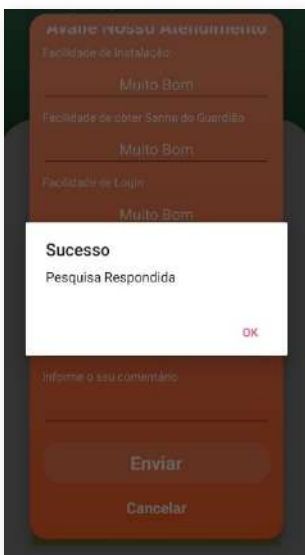 Avalie Nosso Atendimento
Facilidade de Instalação:
Muito Bom
Facilidade de obter Senha do Guardião
Muito Bom
Facilidade de Login
Muito Bom
Sucesso
Pesquisa Respondida
OK
Informe o seu comentário
Enviar
Cancelar